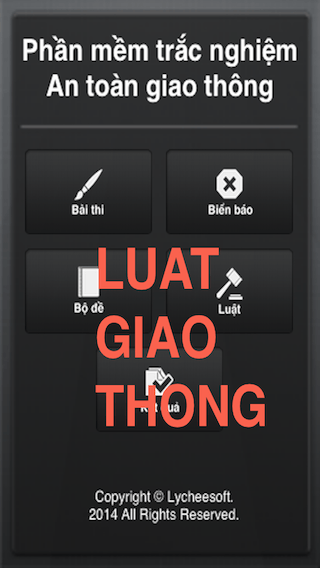 Phần mềm trắc nghiệm
An toàn giao thông
Bài thi
Biển báo
Bộ đề
Luật
LUAT
GIAO
THONG
Copyright © Lycheesoft.
2014 All Rights Reserved.